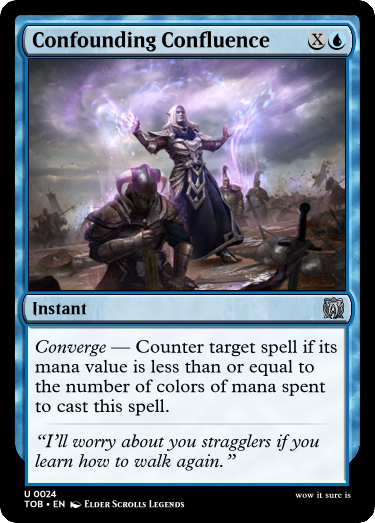 Confounding Confluence X
Instant
Converge — Counter target spell if its
mana value is less than or equal to
the number of colors of mana spent
to cast this spell.
“I’ll worry about you stragglers if you
learn how to walk again.”
U 0024
TOB • EN Elder Scrolls Legends
wow it sure is